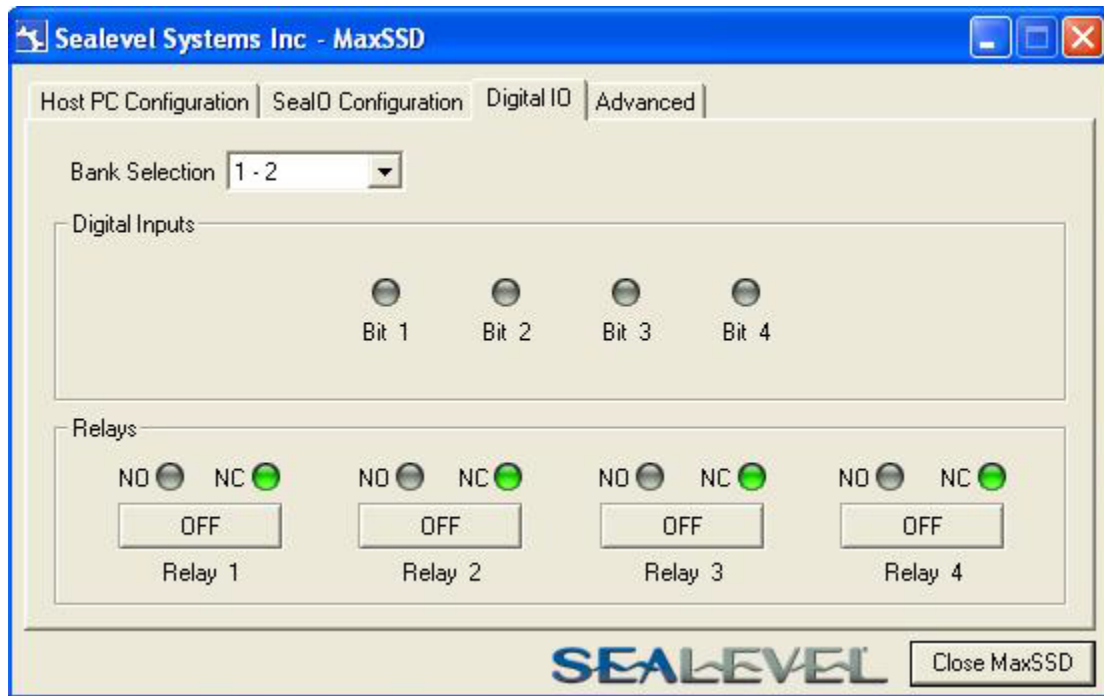 Sealevel Systems Inc - MaxSSD
Host PC Configuration SeaIO Configuration Digital IO Advanced
Bank Selection 1 - 2
Digital Inputs
Bit 1 Bit 2 Bit 3 Bit 4
Relays
NO NC NO NC NO NC NO NC
OFF OFF OFF OFF
Relay 1 Relay 2 Relay 3 Relay 4
SEALEVEL Close MaxSSD